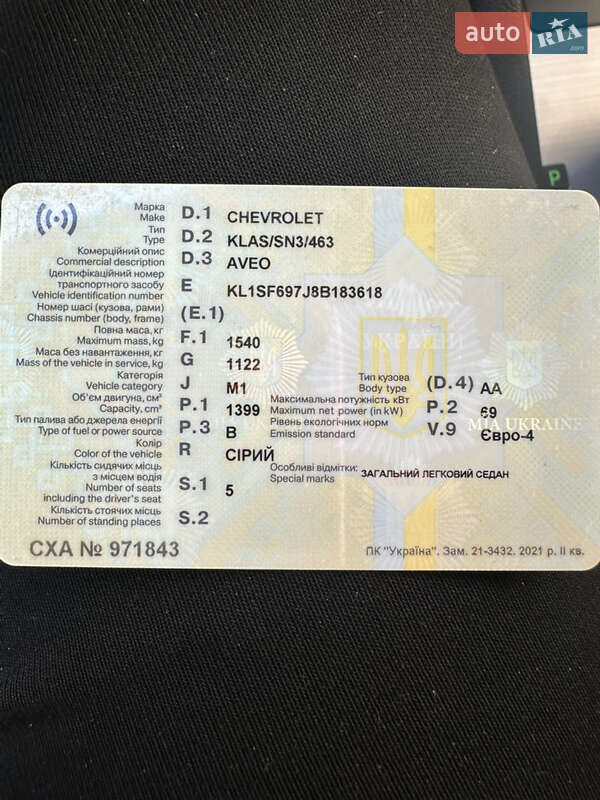 auto RIA.com
P
Марка
Make D.1 CHEVROLET
Тип
Type D.2 KLAS/SN3/463
Комерційний опис
Commercial description D.3 AVEO
Ідентифікаційний номер
транспортного засобу
Vehicle identification number E KL1SF697J8B183618
Номер шасі (кузова, рами)
Chassis number (body, frame) (E.1)
Повна маса, кг
Maximum mass, kg F.1 1540
Маса без навантаження, кг
Mass of the vehicle in service, kg G 1122
Категорія
Vehicle category J M1
Тип кузова
Body type (D.4) AA
Об'єм двигуна, см³
Capacity, cm³ P.1 1399
Максимальна потужність кВт
Maximum net power (in kW) P.2 69
Тип палива або джерела енергії
Type of fuel or power source P.3 B
Рівень екологічних норм
Emission standard V.9 Євро-4
Колір
Color of the vehicle R СІРИЙ
Кількість сидячих місць
з місцем водія
Number of seats
including the driver's seat S.1 5
Особливі відмітки:
Special marks ЗАГАЛЬНИЙ ЛЕГКОВИЙ СЕДАН
Кількість стоячих місць
Number of standing places S.2
УКРАЇНИ
MIA UKRAINE
СХА № 971843
ПК "Україна". Зам. 21-3432. 2021 р. II кв.